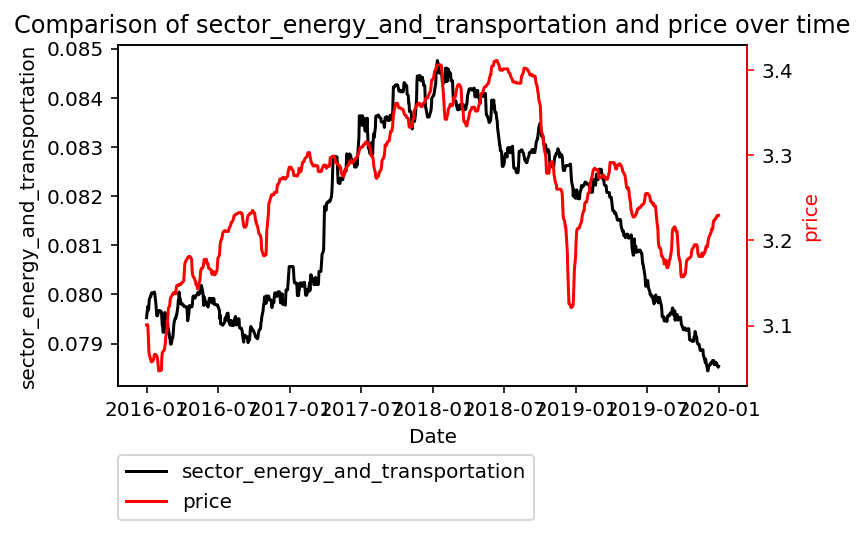 Comparison of sector_energy_and_transportation and price over time
sector_energy_and_transportation
0.085
0.084
0.083
0.082
0.081
0.080
0.079
3.4
3.3
3.2
3.1
price
2016-01 2016-07 2017-01 2017-07 2018-01 2018-07 2019-01 2019-07 2020-01
Date
sector_energy_and_transportation
price